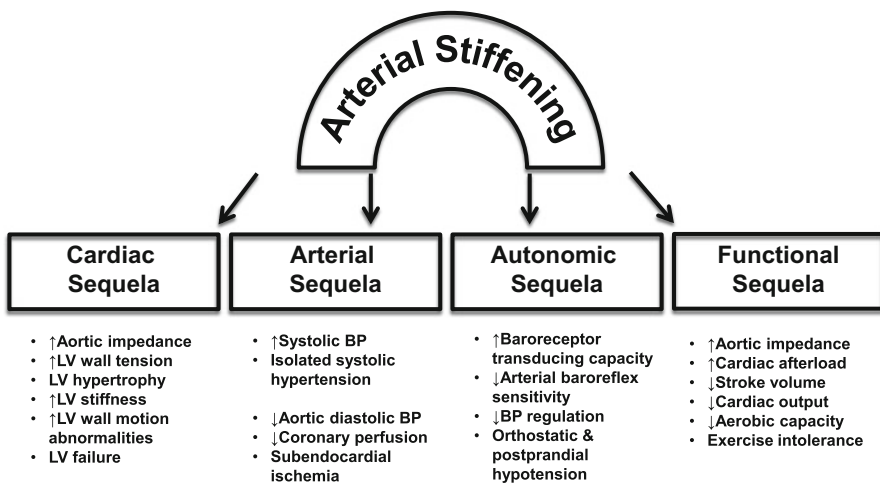 Arterial Stiffening
Cardiac
Sequela
• ↑Aortic impedance
• ↑LV wall tension
• LV hypertrophy
• ↑LV stiffness
• ↑LV wall motion
abnormalities
• LV failure
Arterial
Sequela
• ↑Systolic BP
• Isolated systolic
hypertension
• ↓Aortic diastolic BP
• ↓Coronary perfusion
• Subendocardial
ischemia
Autonomic
Sequela
• ↑Baroreceptor
transducing capacity
• ↓Arterial baroreflex
sensitivity
• ↓BP regulation
• Orthostatic &
postprandial
hypotension
Functional
Sequela
• ↑Aortic impedance
• ↑Cardiac afterload
• ↓Stroke volume
• ↓Cardiac output
• ↓Aerobic capacity
• Exercise intolerance